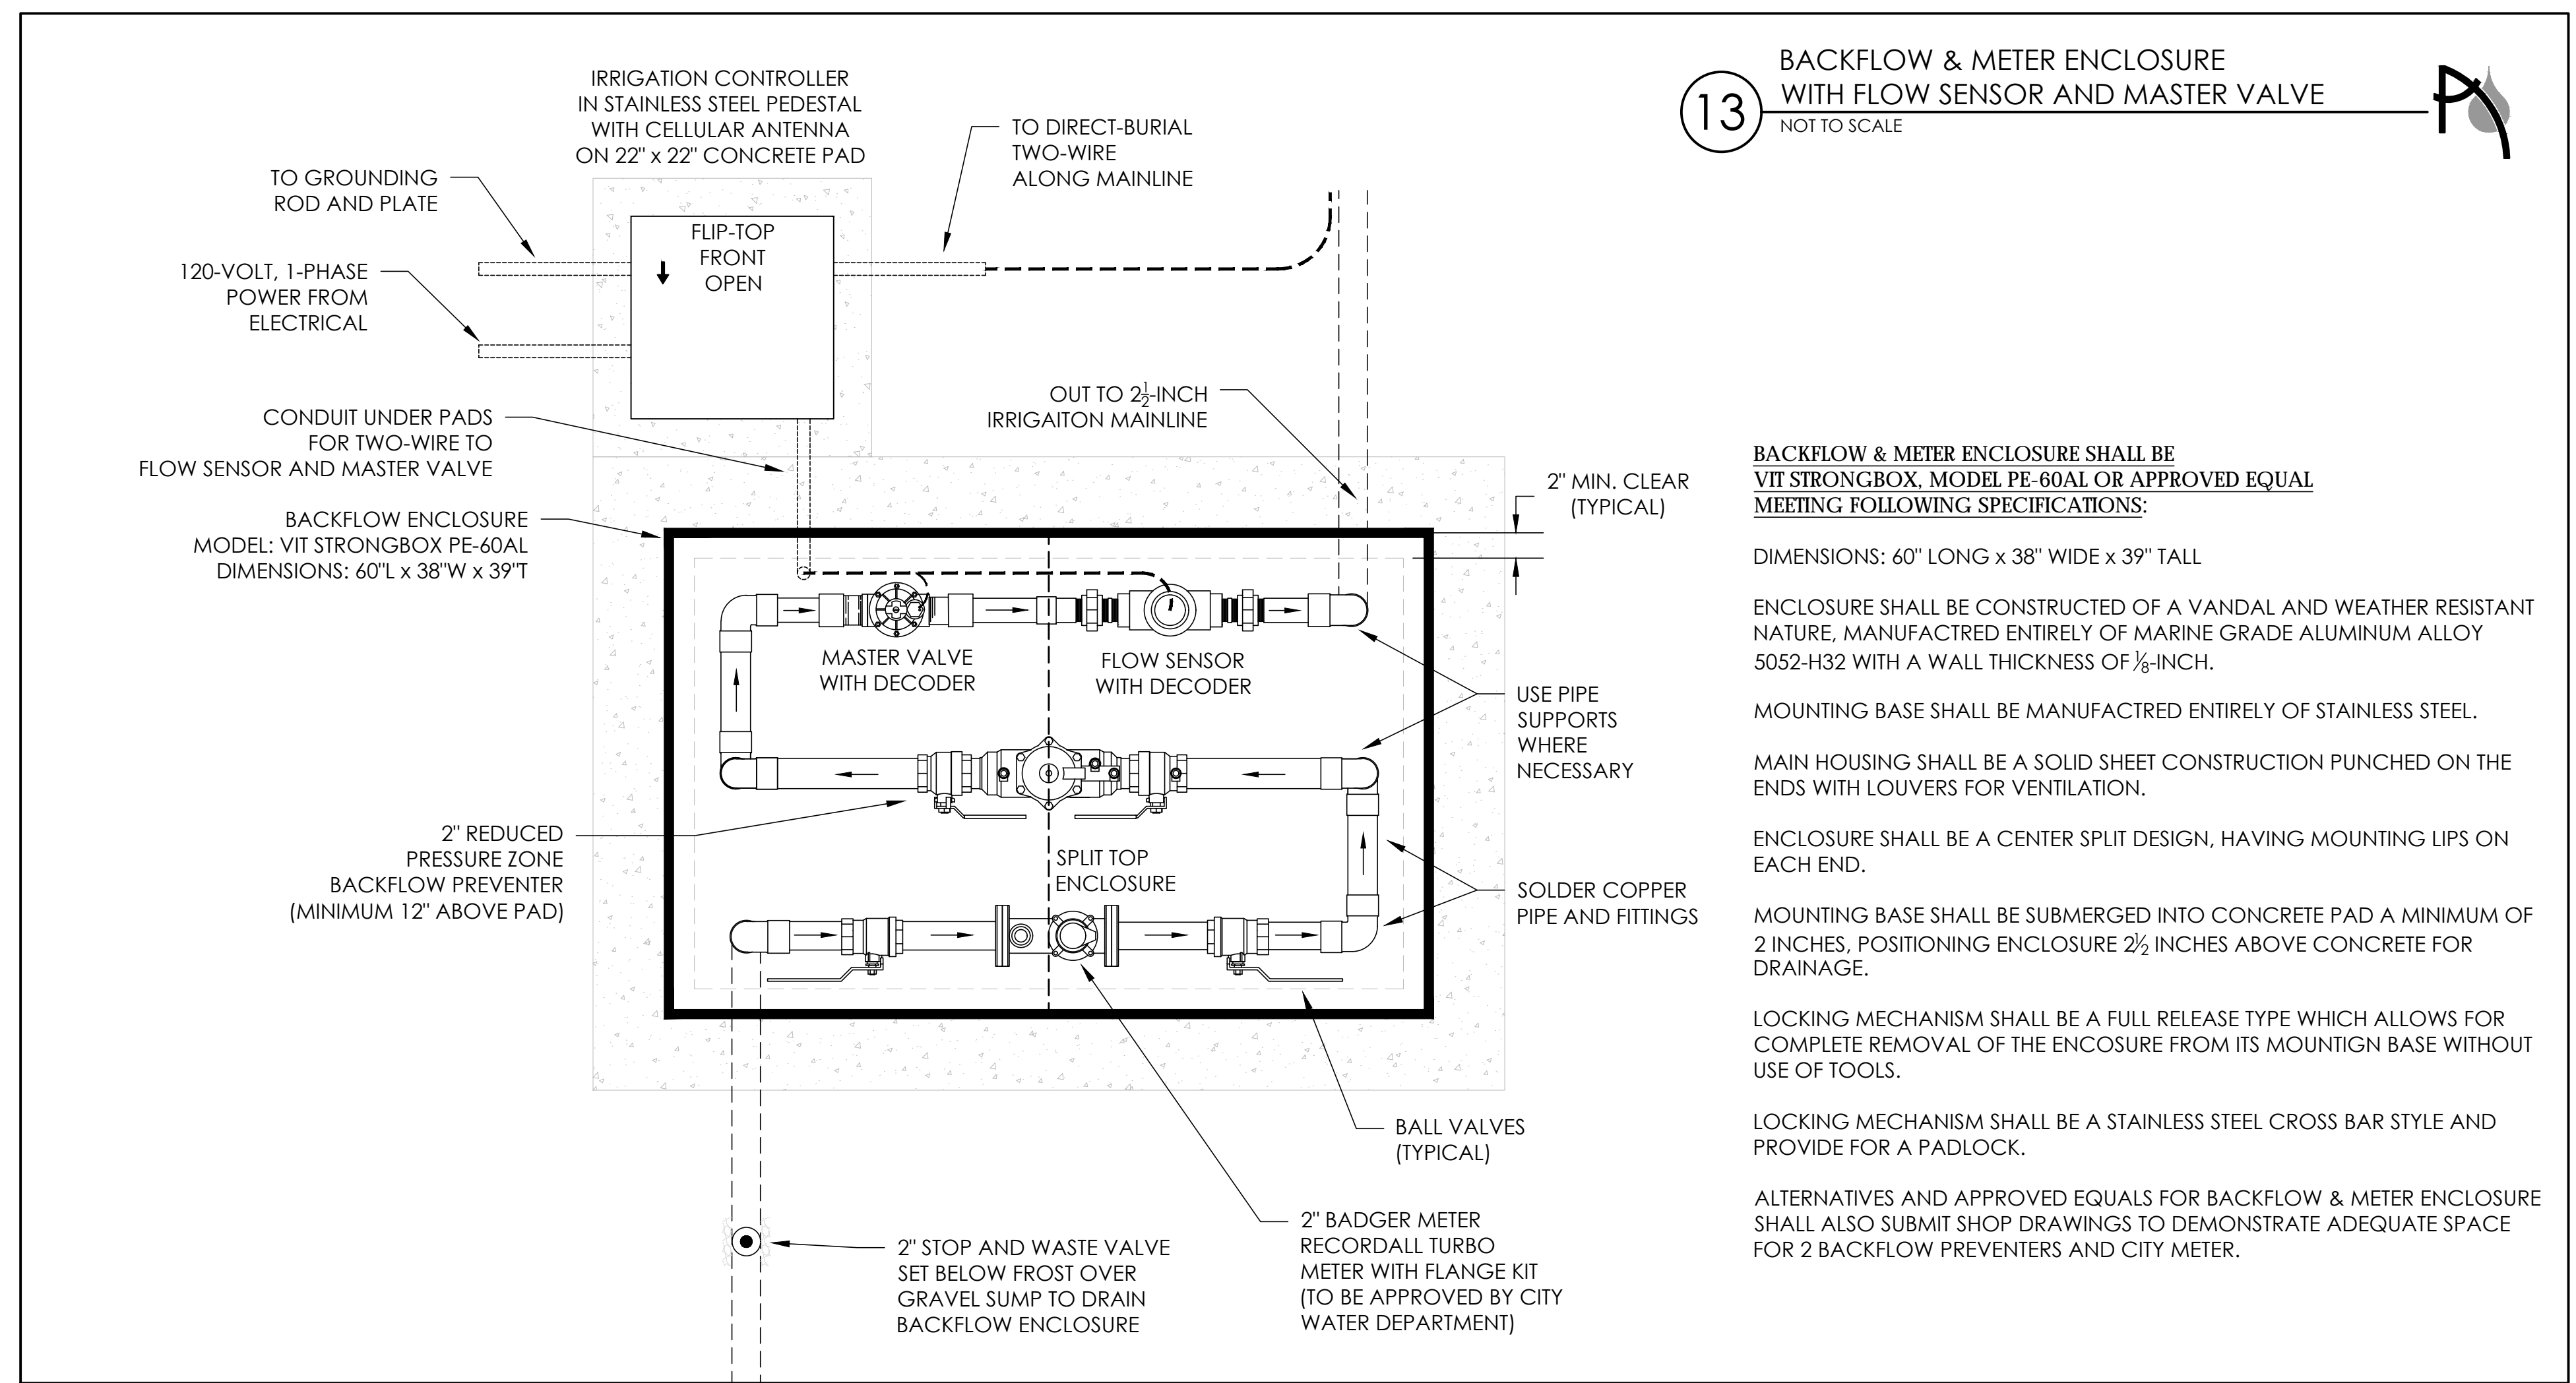 13
BACKFLOW & METER ENCLOSURE
WITH FLOW SENSOR AND MASTER VALVE
NOT TO SCALE
IRRIGATION CONTROLLER
IN STAINLESS STEEL PEDESTAL
WITH CELLULAR ANTENNA
ON 22" x 22" CONCRETE PAD
TO DIRECT-BURIAL
TWO-WIRE
ALONG MAINLINE
TO GROUNDING
ROD AND PLATE
FLIP-TOP
FRONT
OPEN
120-VOLT, 1-PHASE
POWER FROM
ELECTRICAL
OUT TO 2½-INCH
IRRIGAITON MAINLINE
CONDUIT UNDER PADS
FOR TWO-WIRE TO
FLOW SENSOR AND MASTER VALVE
2" MIN. CLEAR
(TYPICAL)
BACKFLOW ENCLOSURE
MODEL: VIT STRONGBOX PE-60AL
DIMENSIONS: 60"L x 38"W x 39"T
MASTER VALVE
WITH DECODER
FLOW SENSOR
WITH DECODER
USE PIPE
SUPPORTS
WHERE
NECESSARY
2" REDUCED
PRESSURE ZONE
BACKFLOW PREVENTER
(MINIMUM 12" ABOVE PAD)
SPLIT TOP
ENCLOSURE
SOLDER COPPER
PIPE AND FITTINGS
BALL VALVES
(TYPICAL)
2" BADGER METER
RECORDALL TURBO
METER WITH FLANGE KIT
(TO BE APPROVED BY CITY
WATER DEPARTMENT)
2" STOP AND WASTE VALVE
SET BELOW FROST OVER
GRAVEL SUMP TO DRAIN
BACKFLOW ENCLOSURE
BACKFLOW & METER ENCLOSURE SHALL BE
VIT STRONGBOX, MODEL PE-60AL OR APPROVED EQUAL
MEETING FOLLOWING SPECIFICATIONS:
DIMENSIONS: 60" LONG x 38" WIDE x 39" TALL
ENCLOSURE SHALL BE CONSTRUCTED OF A VANDAL AND WEATHER RESISTANT
NATURE, MANUFACTRED ENTIRELY OF MARINE GRADE ALUMINUM ALLOY
5052-H32 WITH A WALL THICKNESS OF ⅛-INCH.
MOUNTING BASE SHALL BE MANUFACTRED ENTIRELY OF STAINLESS STEEL.
MAIN HOUSING SHALL BE A SOLID SHEET CONSTRUCTION PUNCHED ON THE
ENDS WITH LOUVERS FOR VENTILATION.
ENCLOSURE SHALL BE A CENTER SPLIT DESIGN, HAVING MOUNTING LIPS ON
EACH END.
MOUNTING BASE SHALL BE SUBMERGED INTO CONCRETE PAD A MINIMUM OF
2 INCHES, POSITIONING ENCLOSURE 2½ INCHES ABOVE CONCRETE FOR
DRAINAGE.
LOCKING MECHANISM SHALL BE A FULL RELEASE TYPE WHICH ALLOWS FOR
COMPLETE REMOVAL OF THE ENCOSURE FROM ITS MOUNTIGN BASE WITHOUT
USE OF TOOLS.
LOCKING MECHANISM SHALL BE A STAINLESS STEEL CROSS BAR STYLE AND
PROVIDE FOR A PADLOCK.
ALTERNATIVES AND APPROVED EQUALS FOR BACKFLOW & METER ENCLOSURE
SHALL ALSO SUBMIT SHOP DRAWINGS TO DEMONSTRATE ADEQUATE SPACE
FOR 2 BACKFLOW PREVENTERS AND CITY METER.